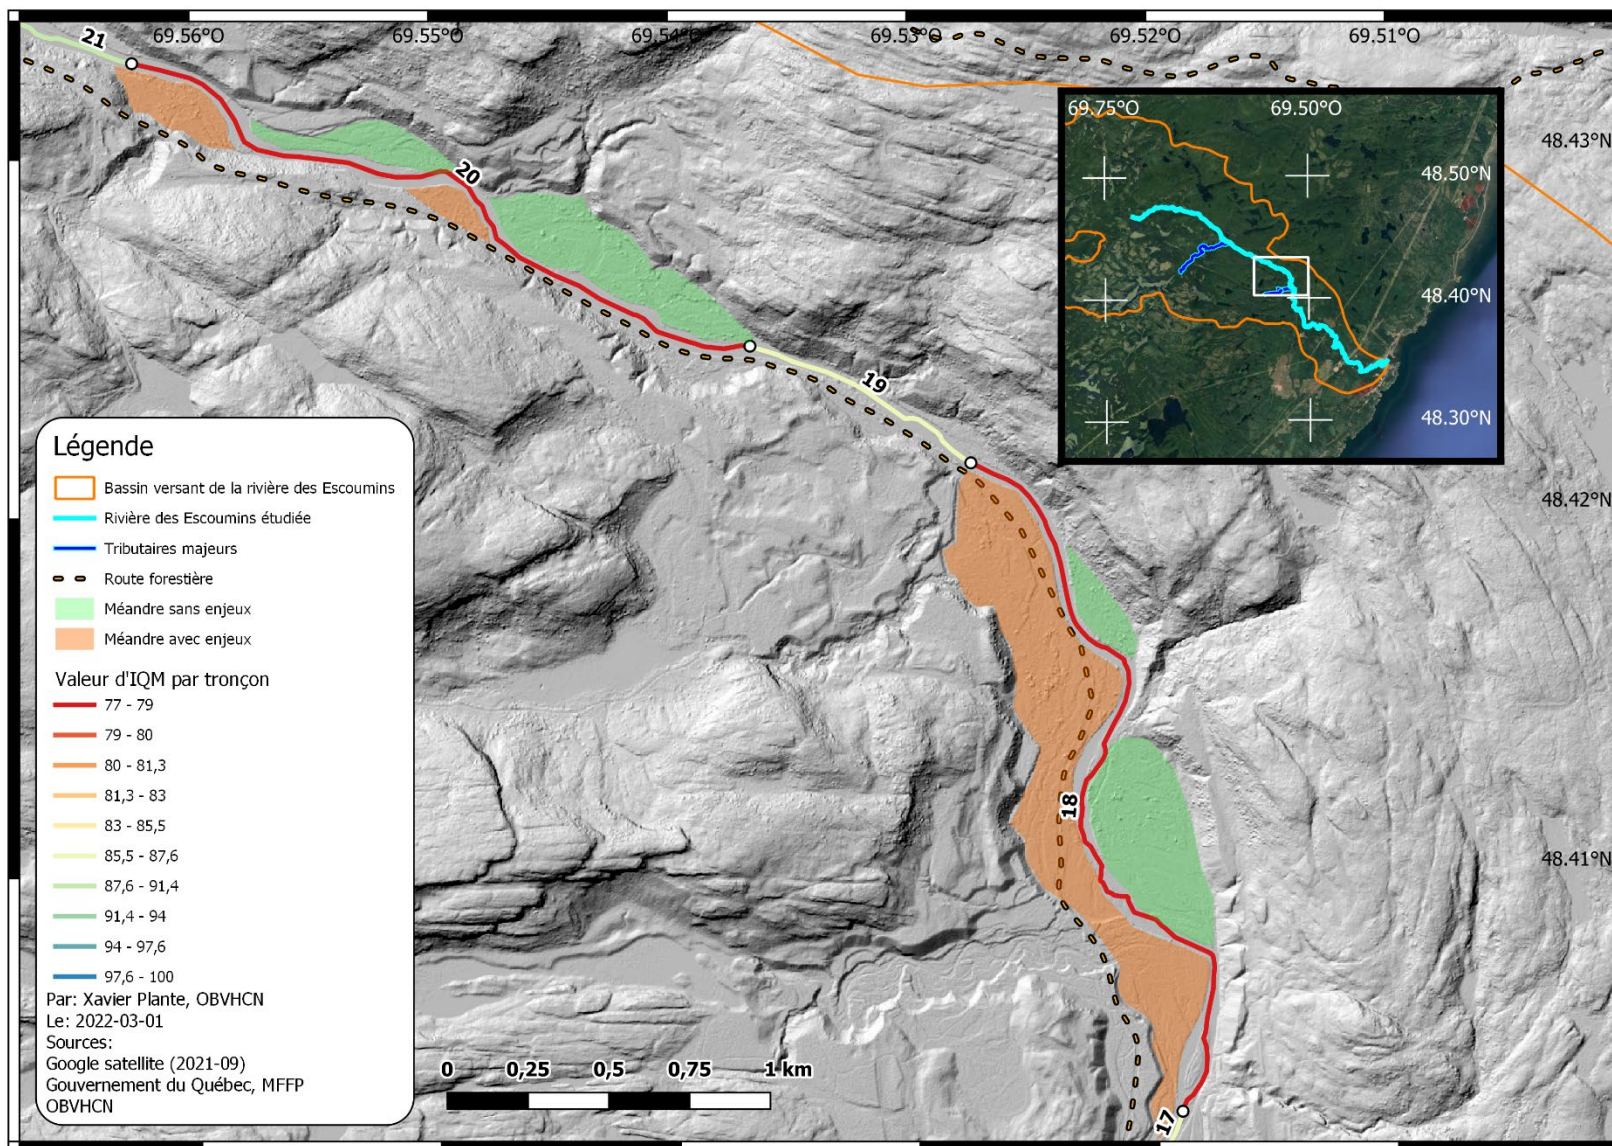 69.56°O
69.55°O
69.54°O
69.53°O
69.52°O
69.51°O
21
20
19
18
17
48.43°N
48.42°N
48.41°N
69.75°O
69.50°O
48.50°N
48.40°N
48.30°N
Légende
Bassin versant de la rivière des Escoumins
Rivière des Escoumins étudiée
Tributaires majeurs
Route forestière
Méandre sans enjeux
Méandre avec enjeux
Valeur d'IQM par tronçon
77 - 79
79 - 80
80 - 81,3
81,3 - 83
83 - 85,5
85,5 - 87,6
87,6 - 91,4
91,4 - 94
94 - 97,6
97,6 - 100
Par: Xavier Plante, OBVHCN
Le: 2022-03-01
Sources:
Google satellite (2021-09)
Gouvernement du Québec, MFFP
OBVHCN
0 0,25 0,5 0,75 1 km